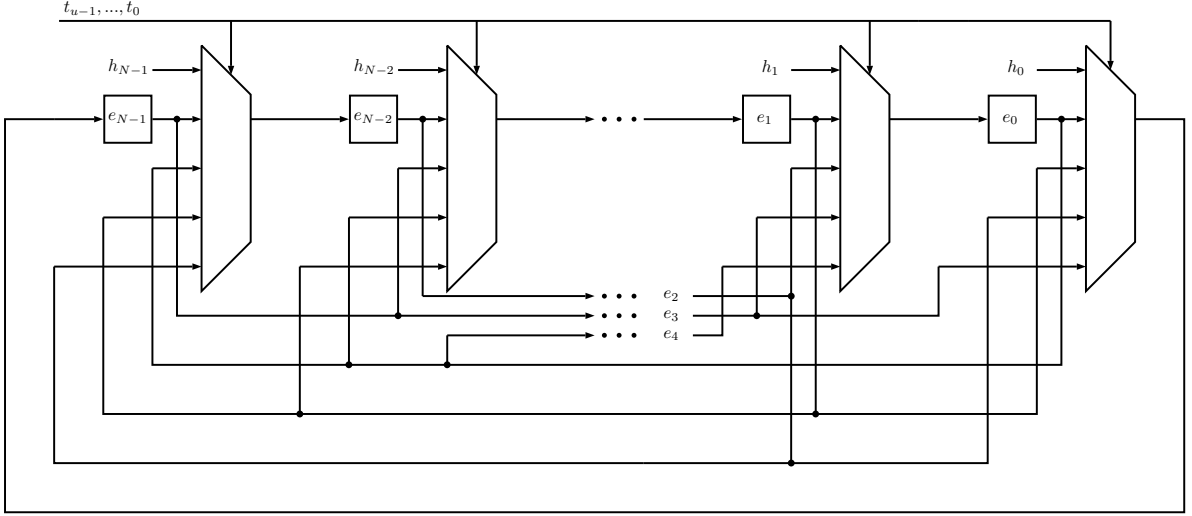 t_{u−1}, ..., t_0
h_{N−1} h_{N−2} h_1 h_0
e_{N−1} e_{N−2} e_1 e_0
e_2
e_3
e_4